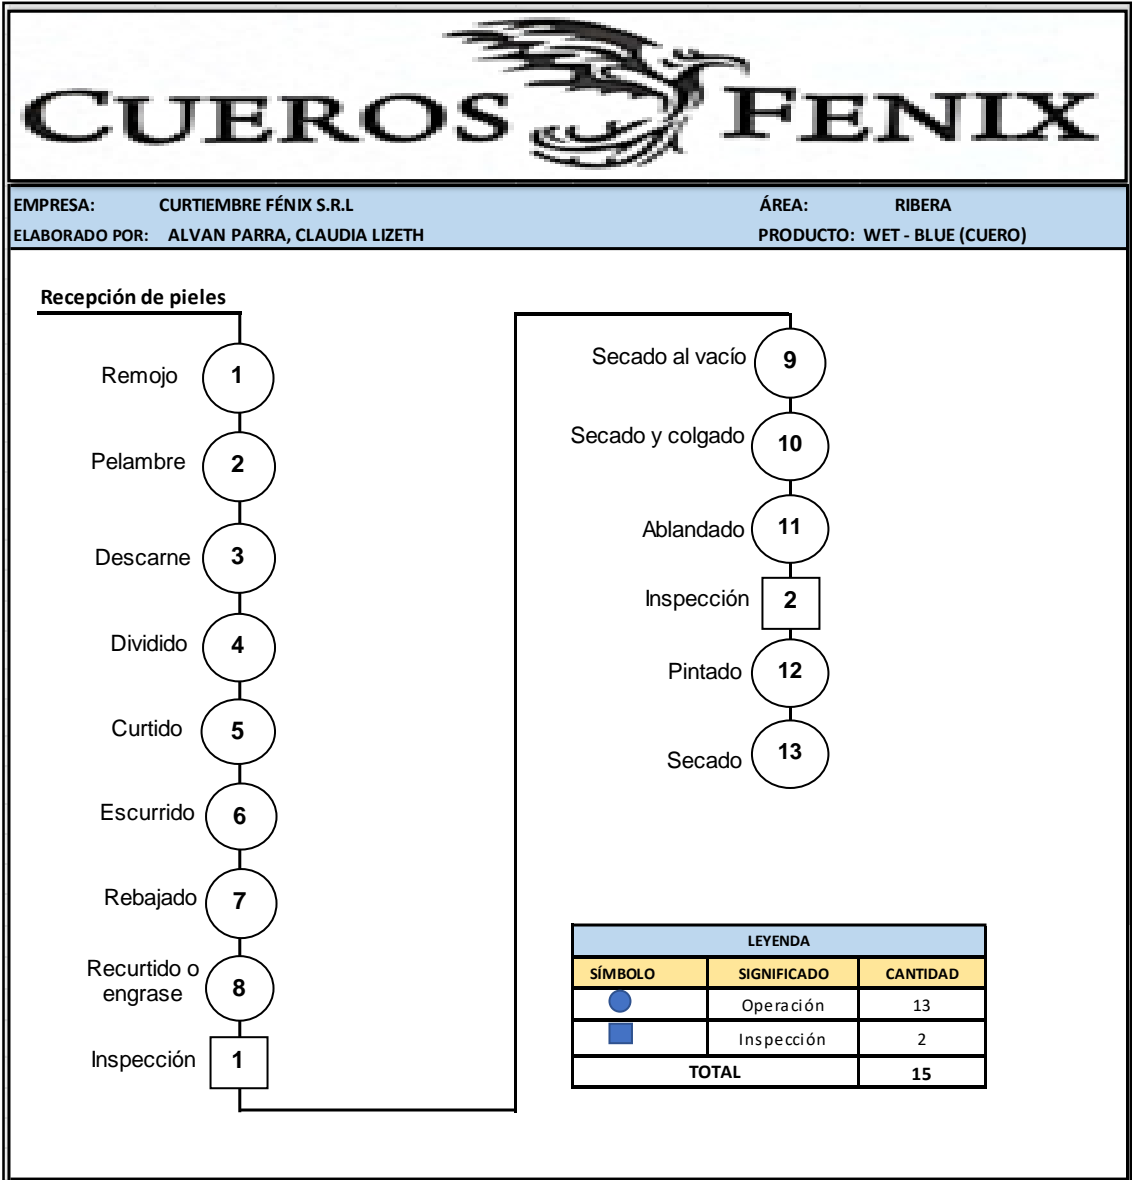 CUEROS FENIX
EMPRESA: CURTIEMBRE FÉNIX S.R.L ÁREA: RIBERA
ELABORADO POR: ALVAN PARRA, CLAUDIA LIZETH PRODUCTO: WET - BLUE (CUERO)
Recepción de pieles
Remojo 1
Pelambre 2
Descarne 3
Dividido 4
Curtido 5
Escurrido 6
Rebajado 7
Recurtido o
engrase 8
Inspección 1
Secado al vacío 9
Secado y colgado 10
Ablandado 11
Inspección 2
Pintado 12
Secado 13
LEYENDA
SÍMBOLO SIGNIFICADO CANTIDAD
Operación 13
Inspección 2
TOTAL 15